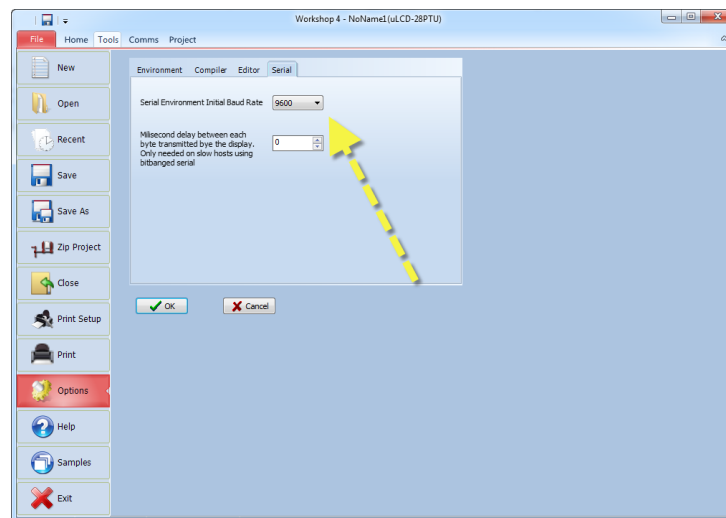 Workshop 4 - NoName1(uLCD-28PTU)
File Home Tools Comms Project
New
Open
Recent
Save
Save As
Zip Project
Close
Print Setup
Print
Options
Help
Samples
Exit
Environment Compiler Editor Serial
Serial Environment Initial Baud Rate 9600
Milisecond delay between each
byte transmitted bye the display.
Only needed on slow hosts using
bitbanged serial
0
OK Cancel